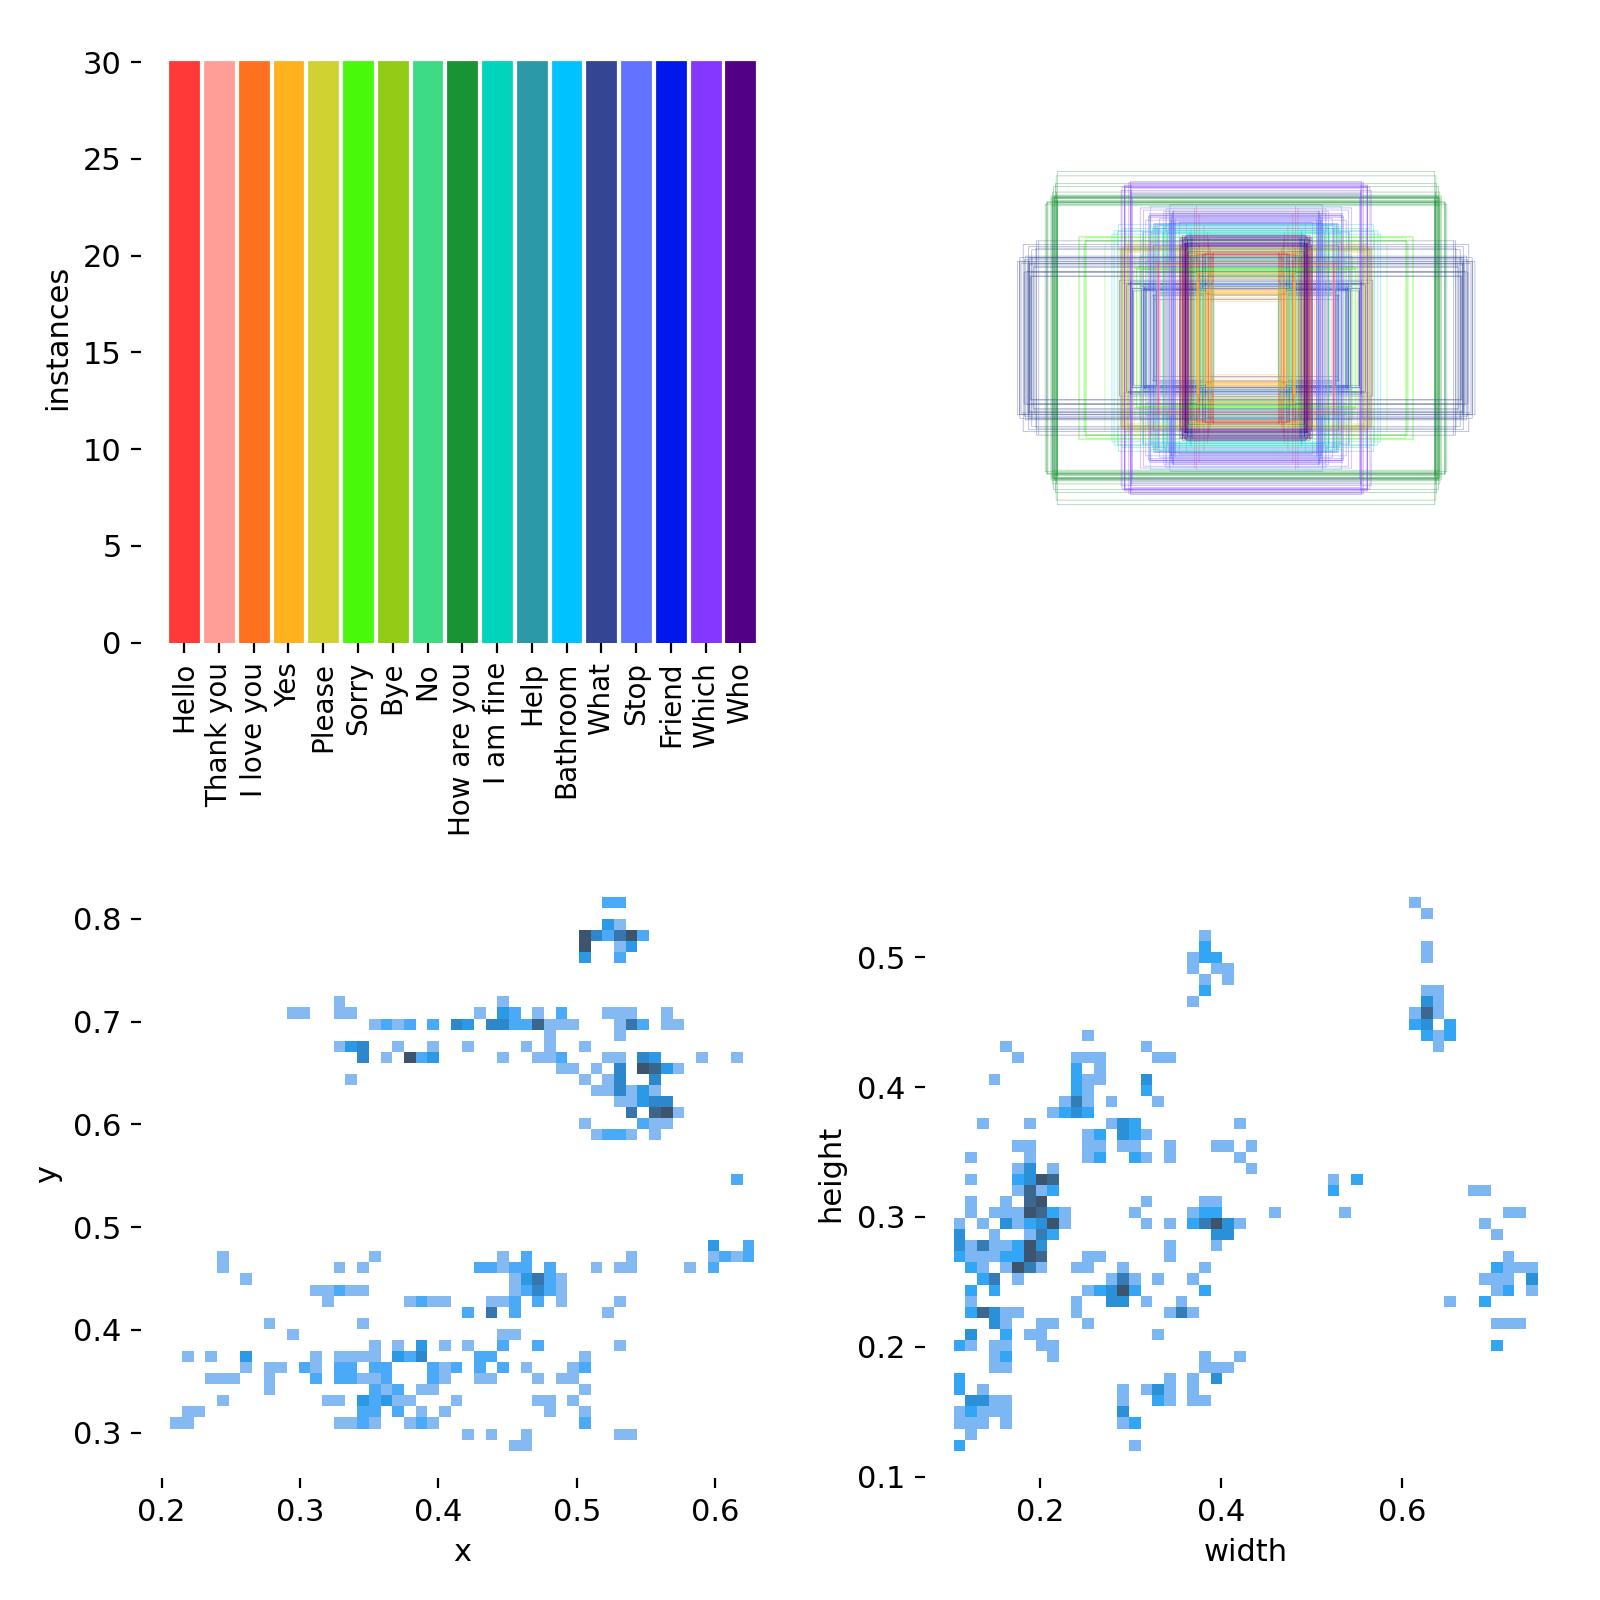 instances
30
25
20
15
10
5
0
Hello
Thank you
I love you
Yes
Please
Sorry
Bye
No
How are you
I am fine
Help
Bathroom
What
Stop
Friend
Which
Who
y
0.8
0.7
0.6
0.5
0.4
0.3
0.2 0.3 0.4 0.5 0.6
x
height
0.5
0.4
0.3
0.2
0.1
0.2 0.4 0.6
width